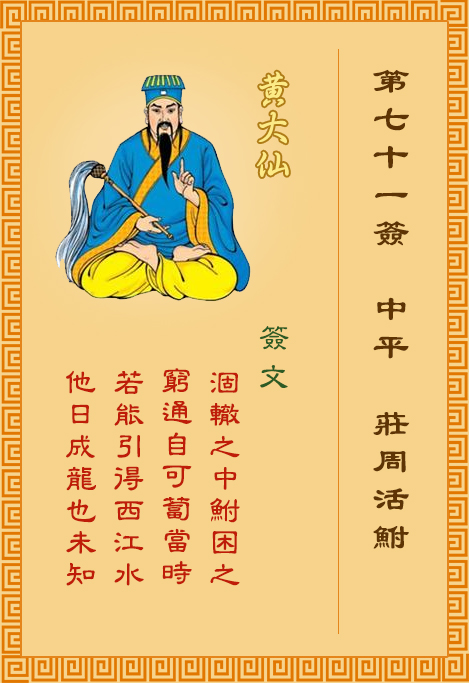 第七十一簽 中平 莊周活鮒
黄大仙
簽文
涸轍之中鮒困之
窮通自可蔔當時
若能引得西江水
他日成龍也未知